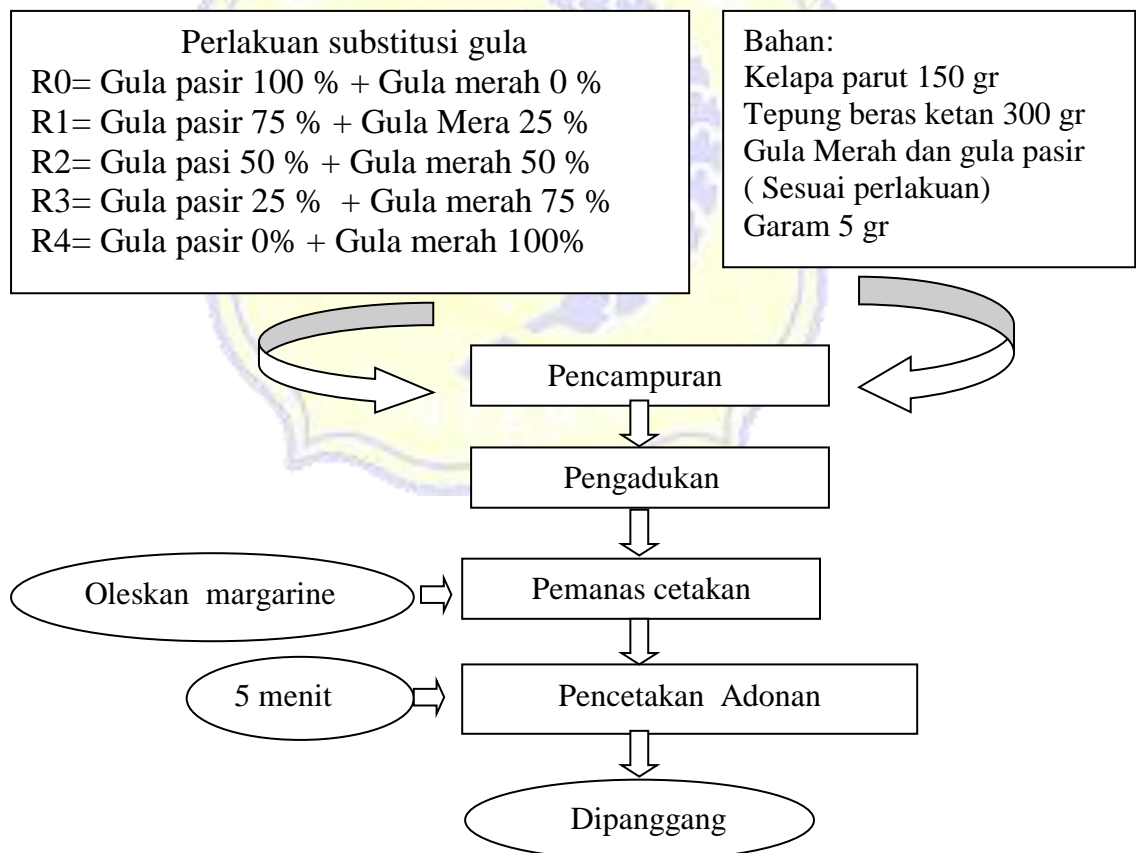 Perlakuan substitusi gula
R0= Gula pasir 100 % + Gula merah 0 %
R1= Gula pasir 75 % + Gula Mera 25 %
R2= Gula pasi 50 % + Gula merah 50 %
R3= Gula pasir 25 % + Gula merah 75 %
R4= Gula pasir 0% + Gula merah 100%
Bahan:
Kelapa parut 150 gr
Tepung beras ketan 300 gr
Gula Merah dan gula pasir
( Sesuai perlakuan)
Garam 5 gr
Pencampuran
Pengadukan
Oleskan margarine
Pemanas cetakan
5 menit
Pencetakan Adonan
Dipanggang